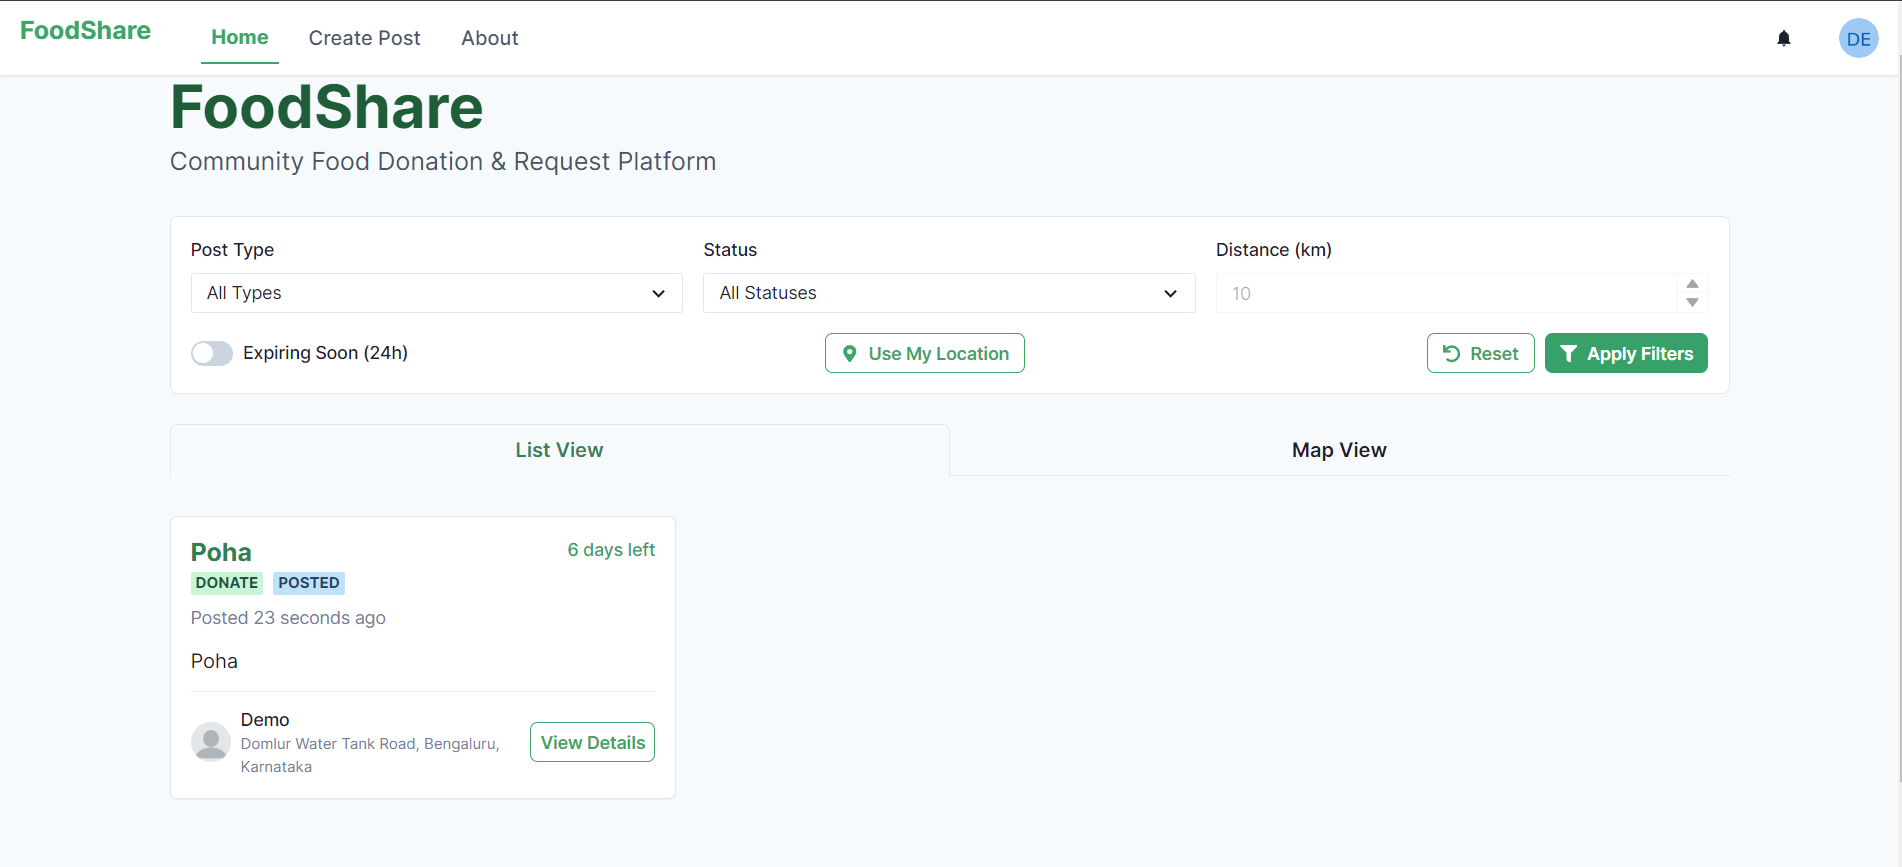 FoodShare
Home
Create Post
About
DE
FoodShare
Community Food Donation & Request Platform
Post Type
Status
Distance (km)
All Types
All Statuses
10
Expiring Soon (24h)
Use My Location
Reset
Apply Filters
List View
Map View
Poha
6 days left
DONATE
POSTED
Posted 23 seconds ago
Poha
Demo
Domlur Water Tank Road, Bengaluru,
Karnataka
View Details